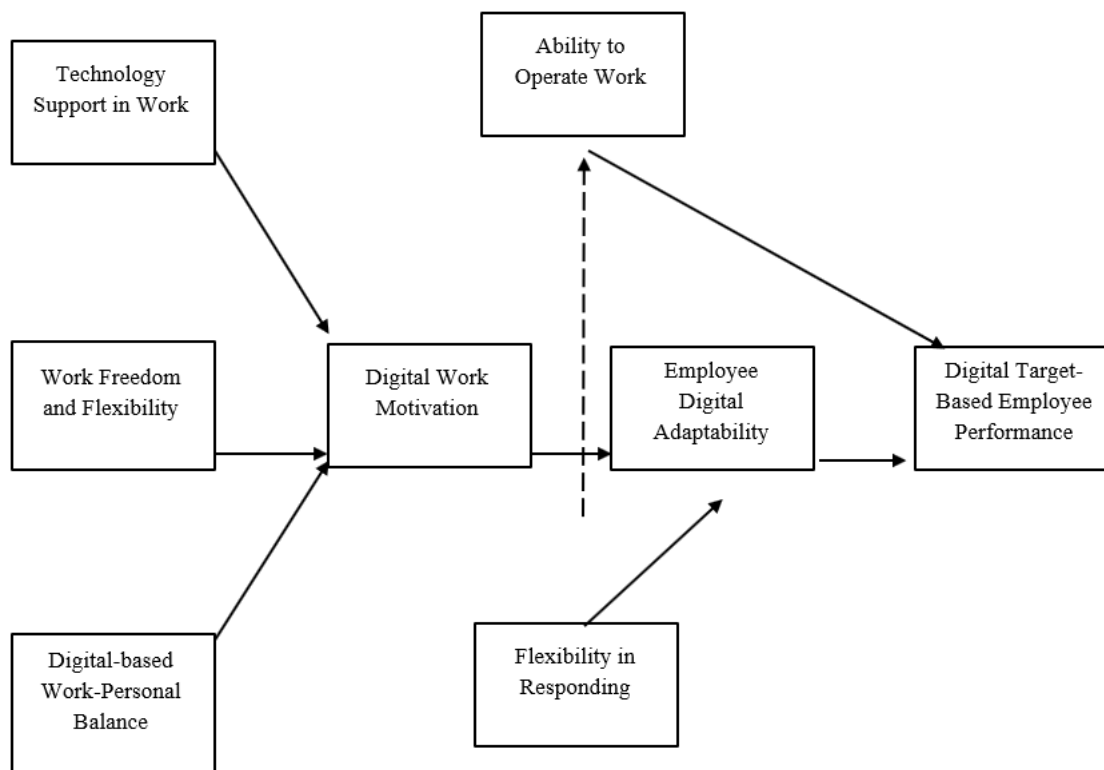 Technology
Support in Work
Ability to
Operate Work
Work Freedom
and Flexibility
Digital Work
Motivation
Employee
Digital
Adaptability
Digital Target-
Based Employee
Performance
Digital-based
Work-Personal
Balance
Flexibility in
Responding